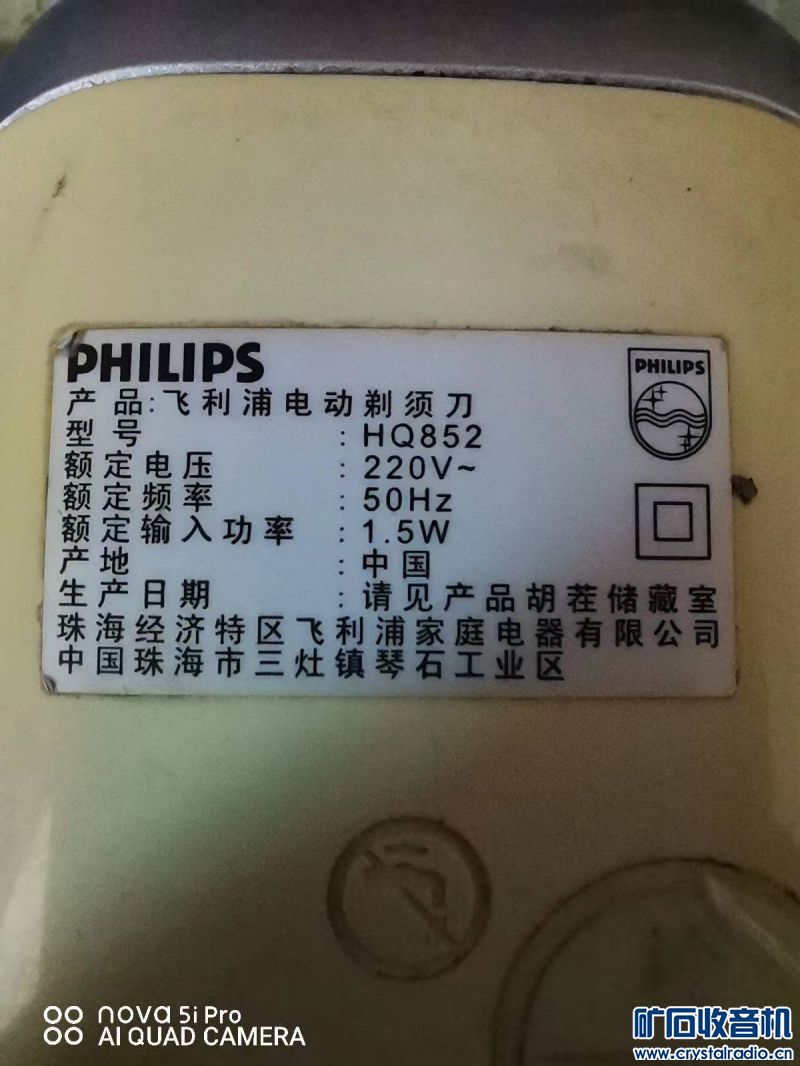 PHILIPS
PHILIPS
产品:飞利浦电动剃须刀
型号 : HQ852
额定电压 : 220V~
额定频率 : 50Hz
额定输入功率 : 1.5W
产地 : 中国
生产日期 : 请见产品胡茬储藏室
珠海经济特区飞利浦家庭电器有限公司
中国珠海市三灶镇琴石工业区
nova 5i Pro
AI QUAD CAMERA
矿石收音机
www.crystalradio.cn